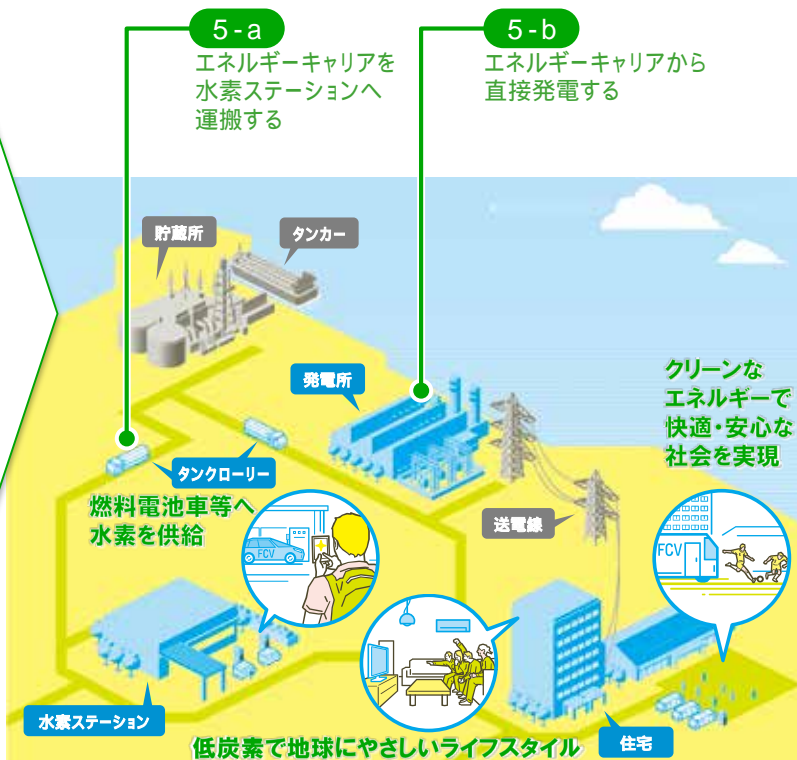 5-a
エネルギーキャリアを
水素ステーションへ
運搬する
5-b
エネルギーキャリアから
直接発電する
貯蔵所
タンカー
発電所
クリーンな
エネルギーで
快適・安心な
社会を実現
タンクローリー
燃料電池車等へ
水素を供給
送電線
FCV
FCV
水素ステーション
低炭素で地球にやさしいライフスタイル
住宅